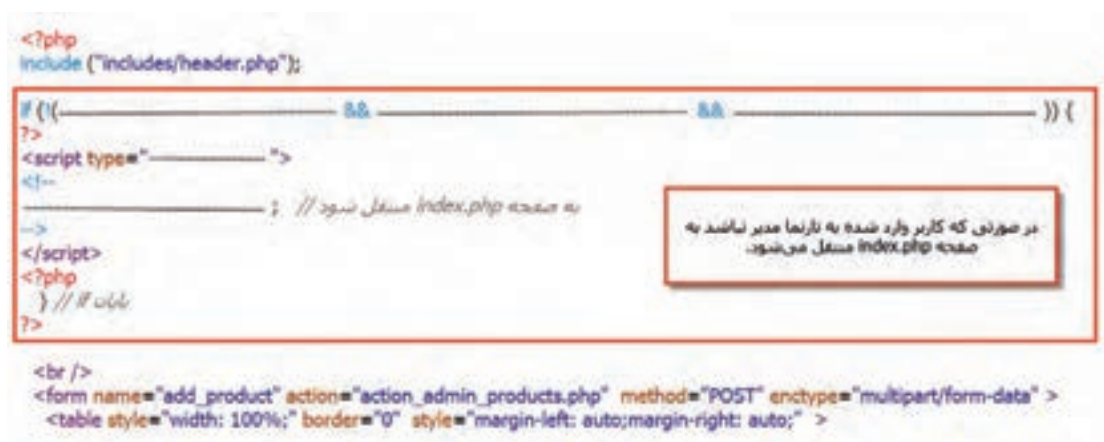 <?php
include ("includes/header.php");
if (!( && && )) {
?>
<script type="">
<!--
; // به صفحه index.php منتقل شود
-->
</script>
<?php
} // if پایان
?>
در صورتی که کاربر وارد شده به تارنما مدیر نباشد به
صفحه index.php منتقل می‌شود.
<br />
<form name="add_product" action="action_admin_products.php" method="POST" enctype="multipart/form-data" >
<table style="width: 100%;" border="0" style="margin-left: auto;margin-right: auto;" >